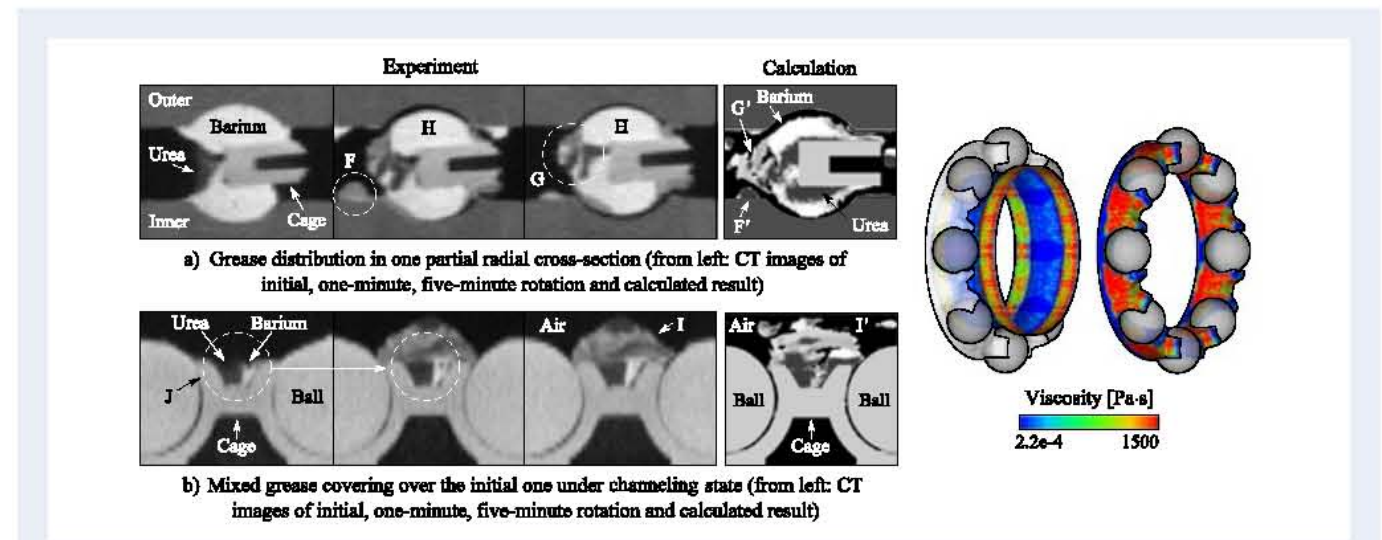 Experiment
Calculation
Outer
Barium
Urea
Inner
Cage
F
H
G
H
G'
Barium
F'
Urea
a) Grease distribution in one partial radial cross-section (from left: CT images of
initial, one-minute, five-minute rotation and calculated result)
Urea
Barium
J
Ball
Cage
Air
I
Air
I'
Ball
Ball
Cage
b) Mixed grease covering over the initial one under channeling state (from left: CT
images of initial, one-minute, five-minute rotation and calculated result)
Viscosity [Pa·s]
2.2e-4 1500